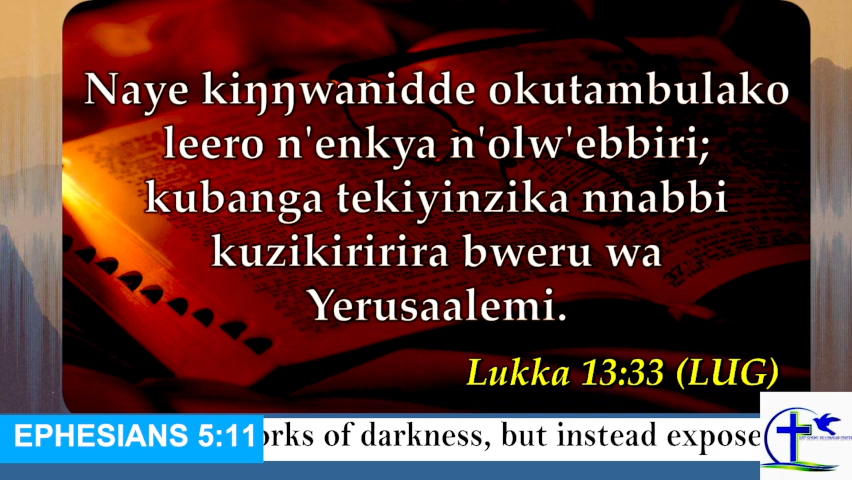 Naye kiŋŋwanidde okutambulako
leero n'enkya n'olw'ebbiri;
kubanga tekiyinzika nnabbi
kuzikiririra bweru wa
Yerusaalemi.
Lukka 13:33 (LUG)
EPHESIANS 5:11
of darkness, but instead expose